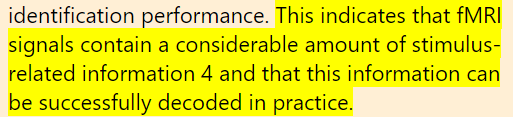 identification performance. This indicates that fMRI
signals contain a considerable amount of stimulus-
related information 4 and that this information can
be successfully decoded in practice.